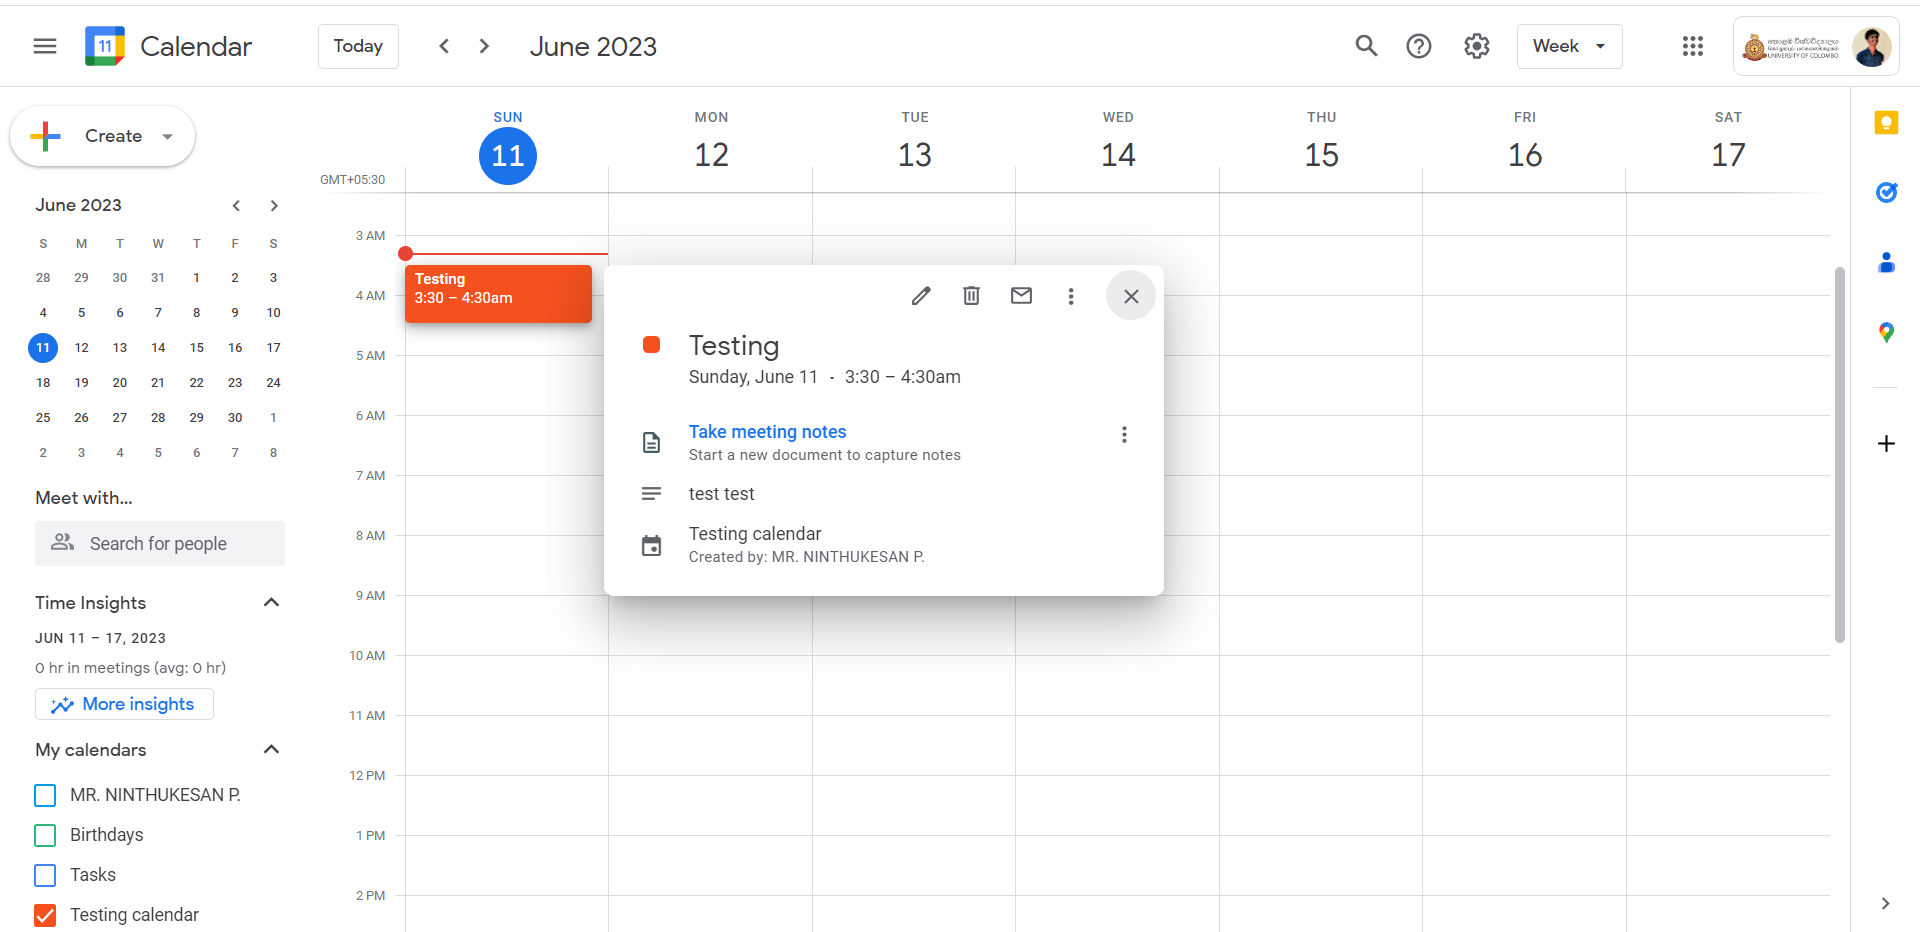 11
Calendar
Today
June 2023
Week
කොළඹ විශ්වවිද්‍යාලය
UNIVERSITY OF COLOMBO
Create
SUN
11
MON
12
TUE
13
WED
14
THU
15
FRI
16
SAT
17
GMT+05:30
June 2023
S M T W T F S
28 29 30 31 1 2 3
4 5 6 7 8 9 10
11 12 13 14 15 16 17
18 19 20 21 22 23 24
25 26 27 28 29 30 1
2 3 4 5 6 7 8
Meet with...
Search for people
Time Insights
JUN 11 – 17, 2023
0 hr in meetings (avg: 0 hr)
More insights
My calendars
MR. NINTHUKESAN P.
Birthdays
Tasks
Testing calendar
3 AM
4 AM
5 AM
6 AM
7 AM
8 AM
9 AM
10 AM
11 AM
12 PM
1 PM
2 PM
Testing
3:30 – 4:30am
Testing
Sunday, June 11 · 3:30 – 4:30am
Take meeting notes
Start a new document to capture notes
test test
Testing calendar
Created by: MR. NINTHUKESAN P.